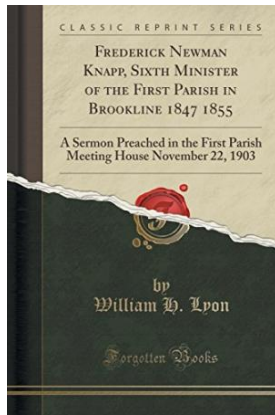 CLASSIC REPRINT SERIES
FREDERICK NEWMAN
KNAPP, SIXTH MINISTER
OF THE FIRST PARISH IN
BROOKLINE 1847 1855
A Sermon Preached in the First Parish
Meeting House November 22, 1903
by
William H. Lyon
Forgotten Books